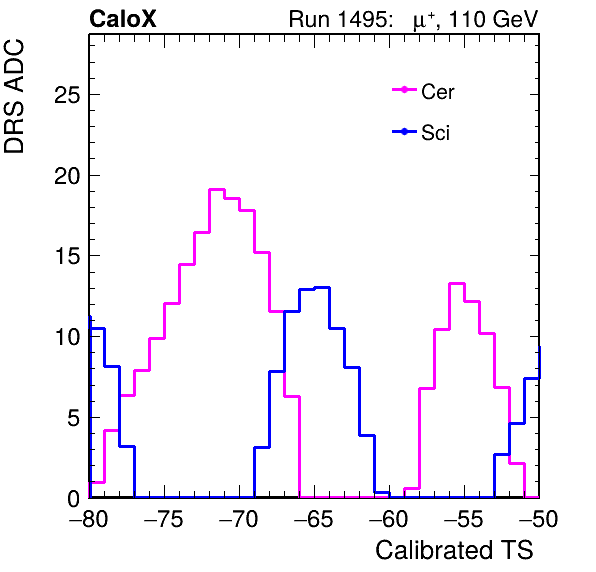 CaloX Run 1495: μ⁺, 110 GeV
DRS ADC
Cer
Sci
25
20
15
10
5
0
−80 −75 −70 −65 −60 −55 −50
Calibrated TS